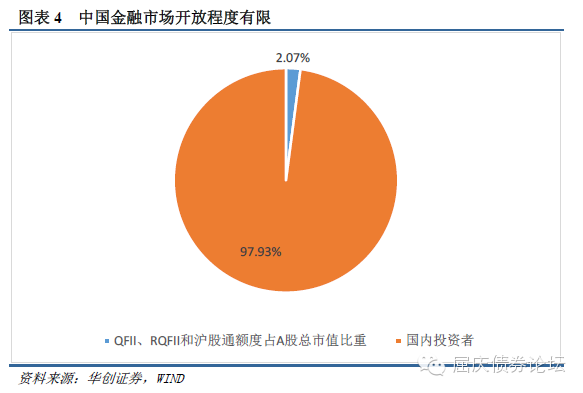 图表 4 中国金融市场开放程度有限
2.07%
97.93%
QFII、RQFII和沪股通额度占A股总市值比重 国内投资者
屈庆债券论坛
资料来源：华创证券，WIND